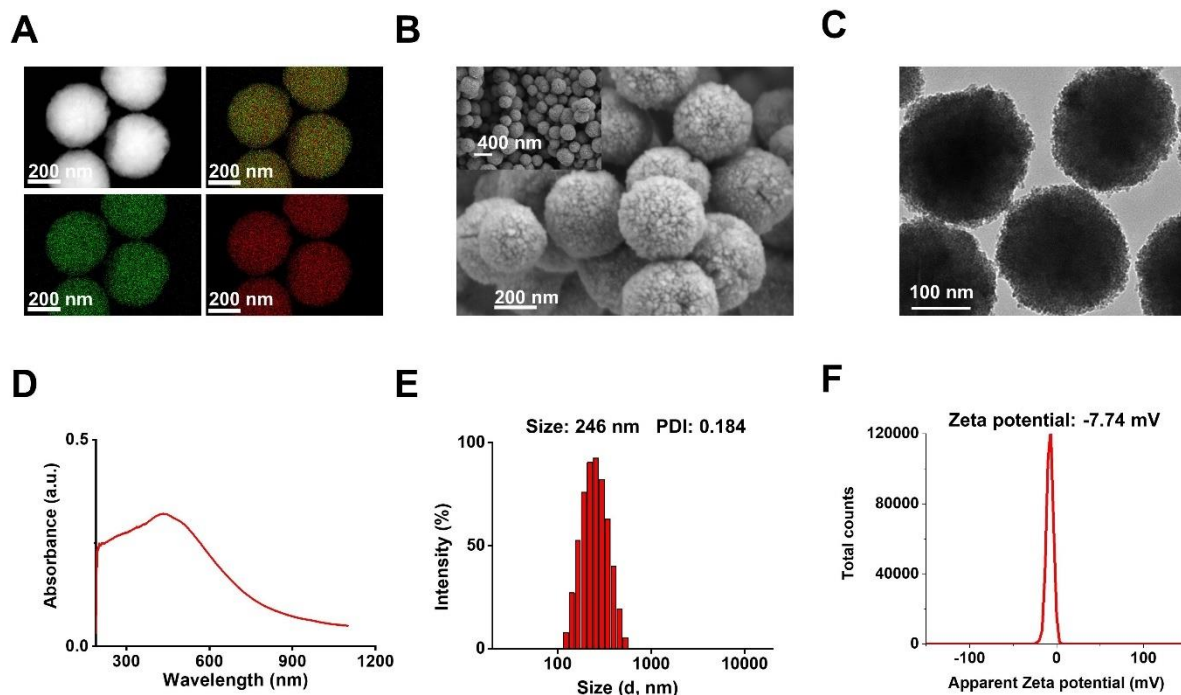 A
200 nm
200 nm
200 nm
200 nm
B
400 nm
200 nm
C
100 nm
D
0.5
0.0
Absorbance (a.u.)
300 600 900 1200
Wavelength (nm)
E
Size: 246 nm PDI: 0.184
100
50
0
Intensity (%)
100 1000 10000
Size (d, nm)
F
Zeta potential: -7.74 mV
120000
80000
40000
0
Total counts
-100 0 100
Apparent Zeta potential (mV)